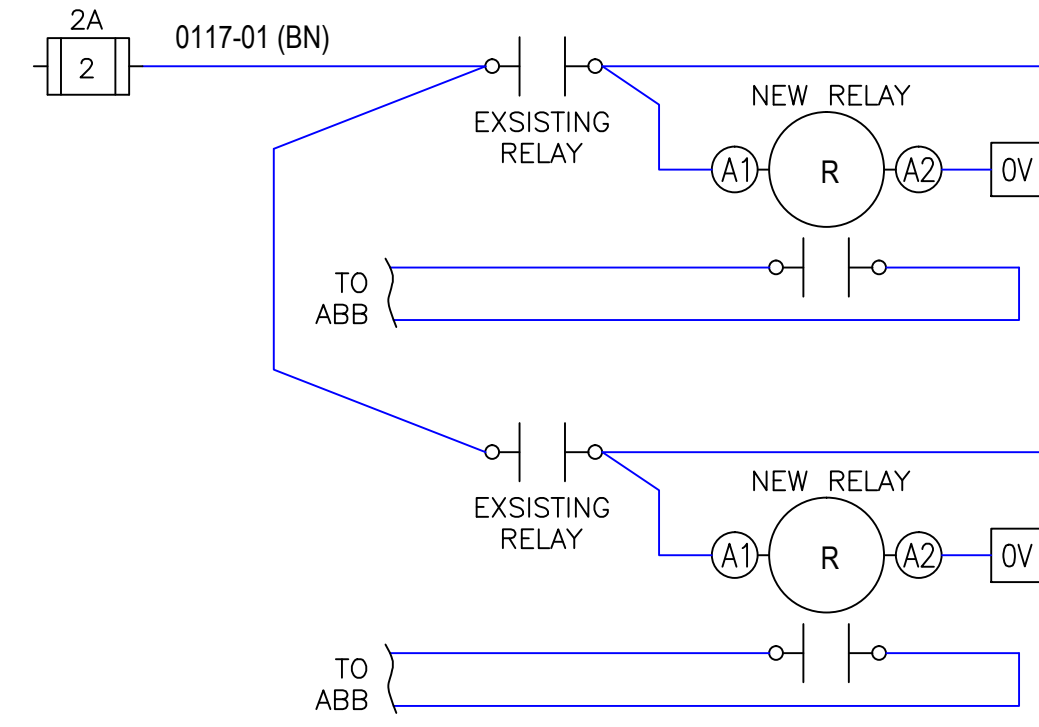 2A
2
0117-01 (BN)
EXSISTING
RELAY
NEW RELAY
A1
R
A2
0V
TO
ABB
EXSISTING
RELAY
NEW RELAY
A1
R
A2
0V
TO
ABB